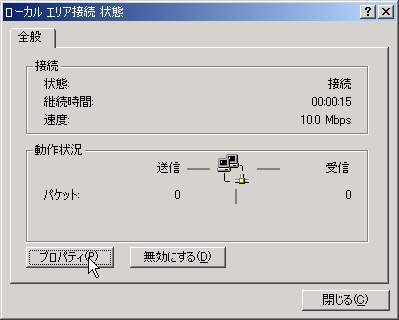 ローカル エリア接続 状態
全般
接続
状態: 接続
継続時間: 00:00:15
速度: 10.0 Mbps
動作状況
送信 受信
パケット: 0 0
プロパティ(P) 無効にする(D)
閉じる(C)